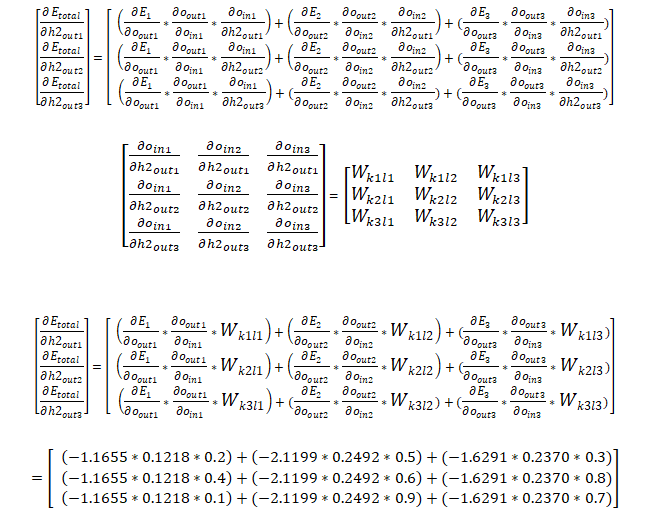 [∂E_total/∂h2_out1] = [(∂E_1/∂o_out1 * ∂o_out1/∂o_in1 * ∂o_in1/∂h2_out1) + (∂E_2/∂o_out2 * ∂o_out2/∂o_in2 * ∂o_in2/∂h2_out1) + (∂E_3/∂o_out3 * ∂o_out3/∂o_in3 * ∂o_in3/∂h2_out1)]
[∂E_total/∂h2_out2] = [(∂E_1/∂o_out1 * ∂o_out1/∂o_in1 * ∂o_in1/∂h2_out2) + (∂E_2/∂o_out2 * ∂o_out2/∂o_in2 * ∂o_in2/∂h2_out2) + (∂E_3/∂o_out3 * ∂o_out3/∂o_in3 * ∂o_in3/∂h2_out2)]
[∂E_total/∂h2_out3] = [(∂E_1/∂o_out1 * ∂o_out1/∂o_in1 * ∂o_in1/∂h2_out3) + (∂E_2/∂o_out2 * ∂o_out2/∂o_in2 * ∂o_in2/∂h2_out3) + (∂E_3/∂o_out3 * ∂o_out3/∂o_in3 * ∂o_in3/∂h2_out3)]
[∂o_in1/∂h2_out1 ∂o_in2/∂h2_out1 ∂o_in3/∂h2_out1] = [W_k1l1 W_k1l2 W_k1l3]
[∂o_in1/∂h2_out2 ∂o_in2/∂h2_out2 ∂o_in3/∂h2_out2] = [W_k2l1 W_k2l2 W_k2l3]
[∂o_in1/∂h2_out3 ∂o_in2/∂h2_out3 ∂o_in3/∂h2_out3] = [W_k3l1 W_k3l2 W_k3l3]
[∂E_total/∂h2_out1] = [(∂E_1/∂o_out1 * ∂o_out1/∂o_in1 * W_k1l1) + (∂E_2/∂o_out2 * ∂o_out2/∂o_in2 * W_k1l2) + (∂E_3/∂o_out3 * ∂o_out3/∂o_in3 * W_k1l3)]
[∂E_total/∂h2_out2] = [(∂E_1/∂o_out1 * ∂o_out1/∂o_in1 * W_k2l1) + (∂E_2/∂o_out2 * ∂o_out2/∂o_in2 * W_k2l2) + (∂E_3/∂o_out3 * ∂o_out3/∂o_in3 * W_k2l3)]
[∂E_total/∂h2_out3] = [(∂E_1/∂o_out1 * ∂o_out1/∂o_in1 * W_k3l1) + (∂E_2/∂o_out2 * ∂o_out2/∂o_in2 * W_k3l2) + (∂E_3/∂o_out3 * ∂o_out3/∂o_in3 * W_k3l3)]
[(−1.1655 * 0.1218 * 0.2) + (−2.1199 * 0.2492 * 0.5) + (−1.6291 * 0.2370 * 0.3)]
= [(−1.1655 * 0.1218 * 0.4) + (−2.1199 * 0.2492 * 0.6) + (−1.6291 * 0.2370 * 0.8)]
[(−1.1655 * 0.1218 * 0.1) + (−2.1199 * 0.2492 * 0.9) + (−1.6291 * 0.2370 * 0.7)]